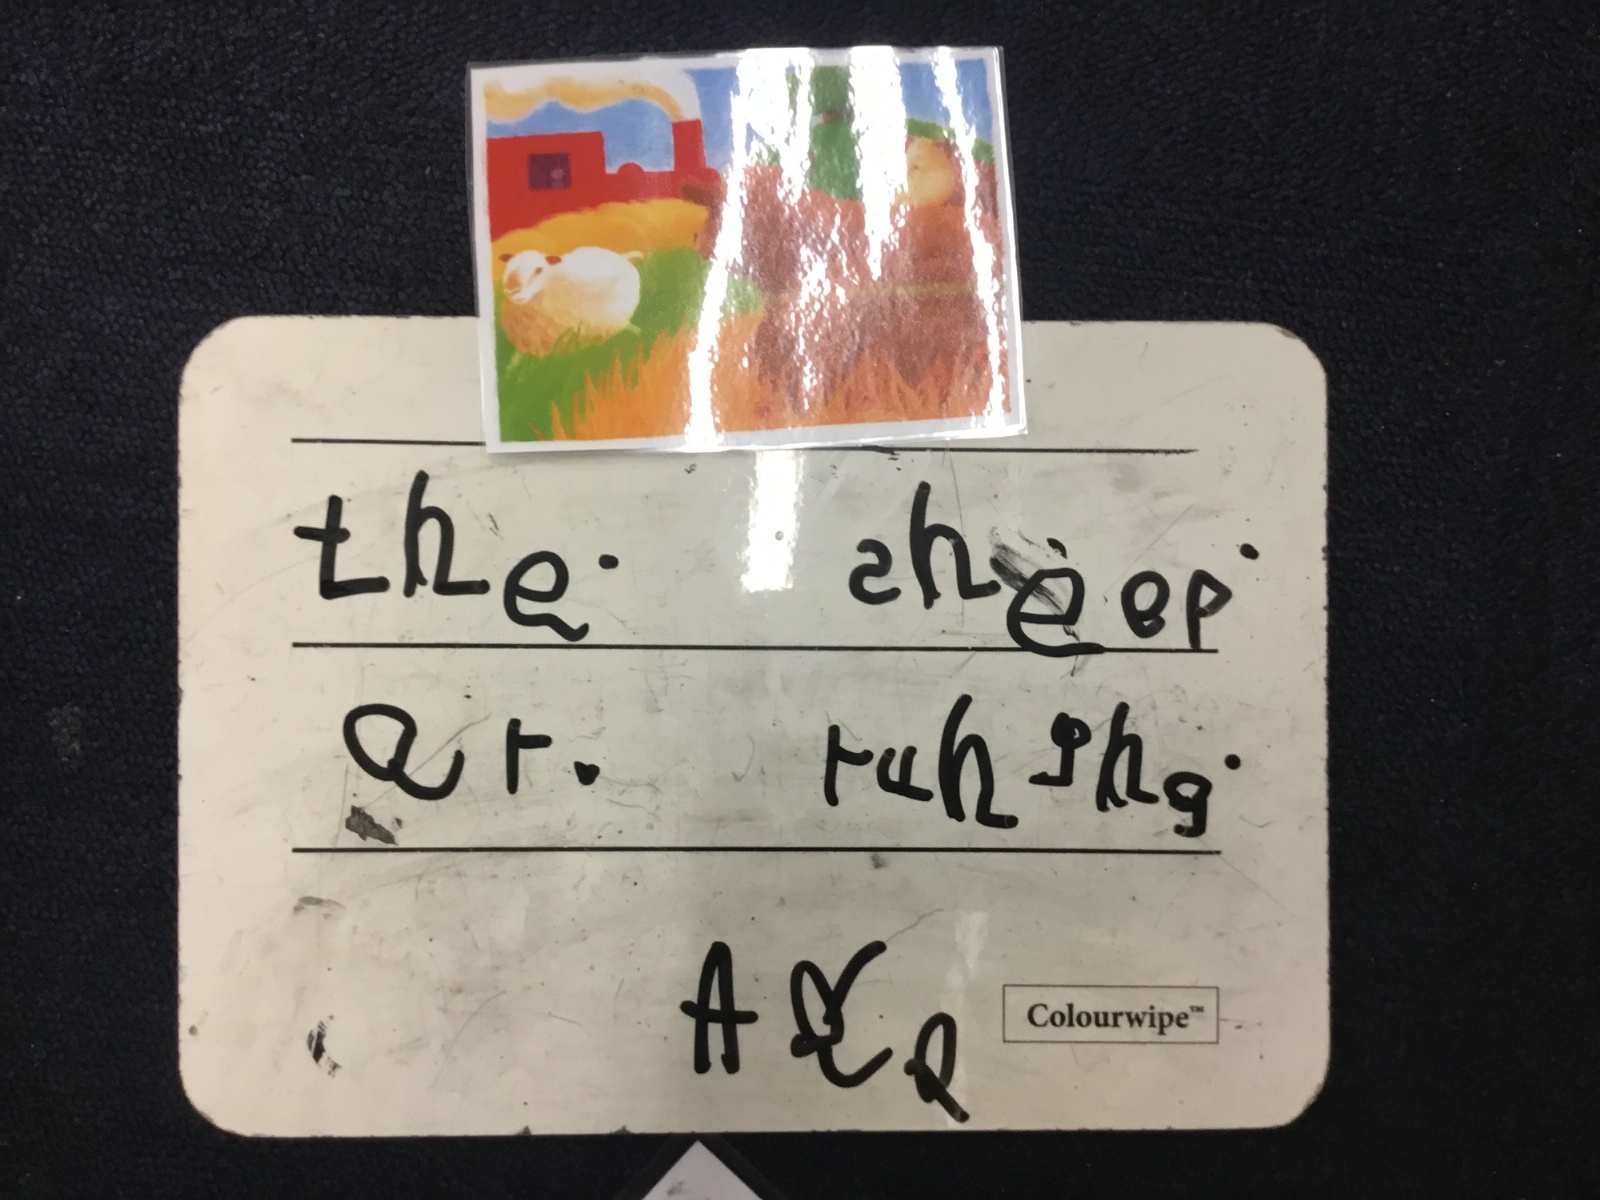 the. sheep.
ar. runing.
Colourwipe™